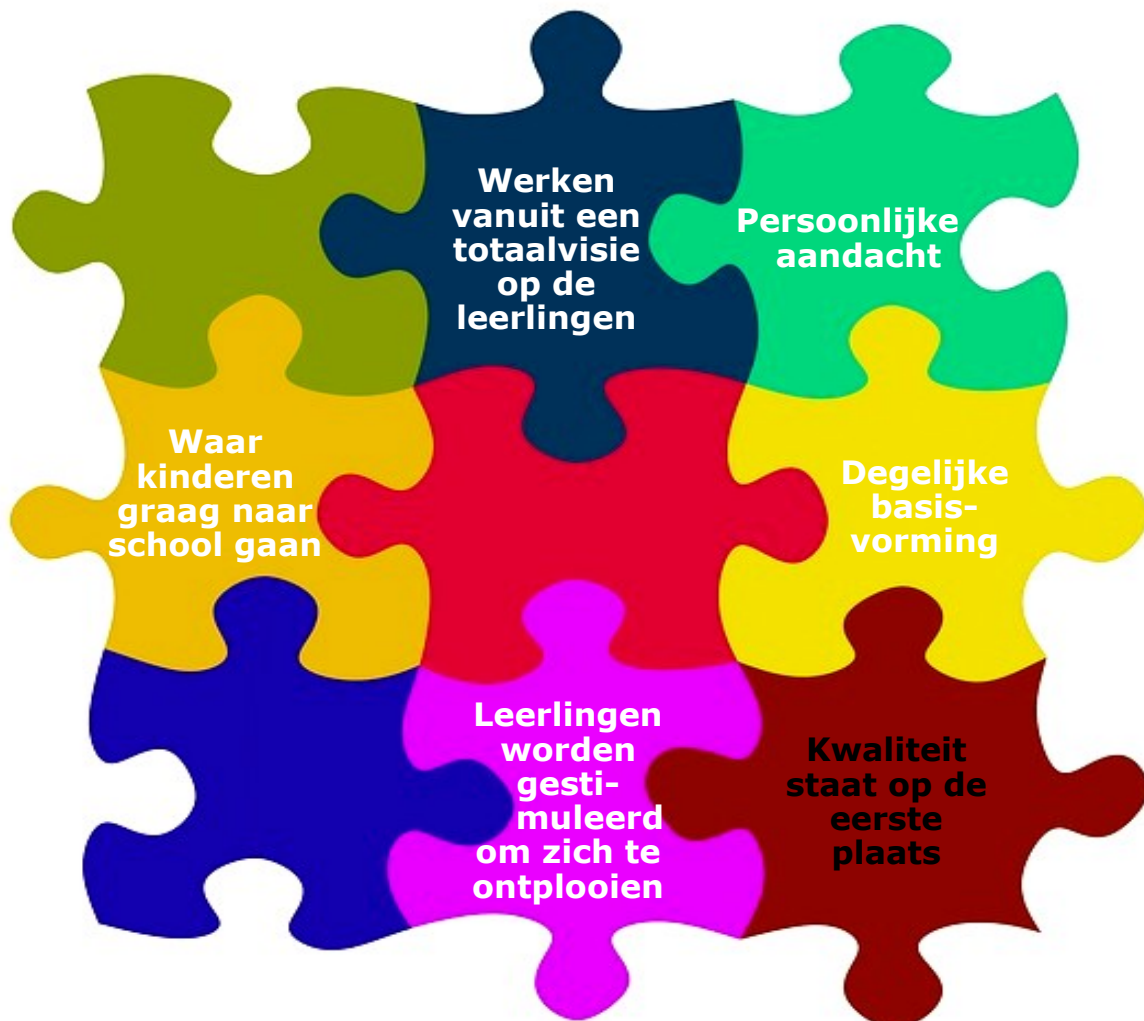 Werken
vanuit een
totaalvisie
op de
leerlingen
Persoonlijke
aandacht
Waar
kinderen
graag naar
school gaan
Degelijke
basis-
vorming
Leerlingen
worden
gesti-
muleerd
om zich te
ontplooien
Kwaliteit
staat op de
eerste
plaats